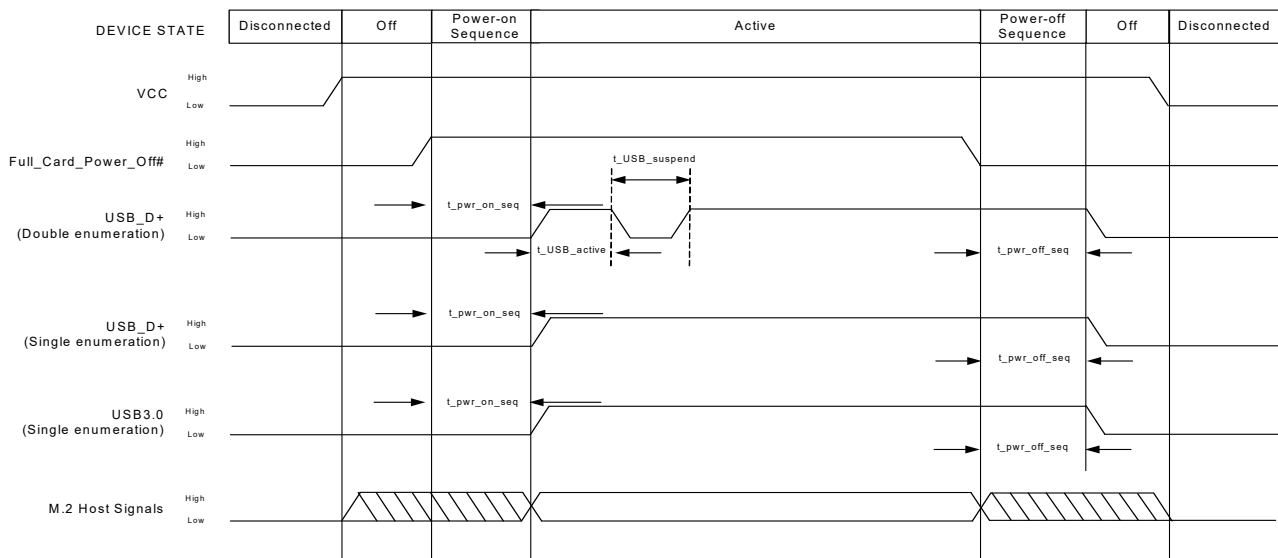 DEVICE STATE Disconnected Off Power-on Sequence Active Power-off Sequence Off Disconnected
High
VCC
Low
High
Full_Card_Power_Off#
Low
t_USB_suspend
t_pwr_on_seq
High
USB_D+
(Double enumeration)
Low
t_USB_active
t_pwr_off_seq
t_pwr_on_seq
High
USB_D+
(Single enumeration)
Low
t_pwr_off_seq
t_pwr_on_seq
High
USB3.0
(Single enumeration)
Low
t_pwr_off_seq
High
M.2 Host Signals
Low